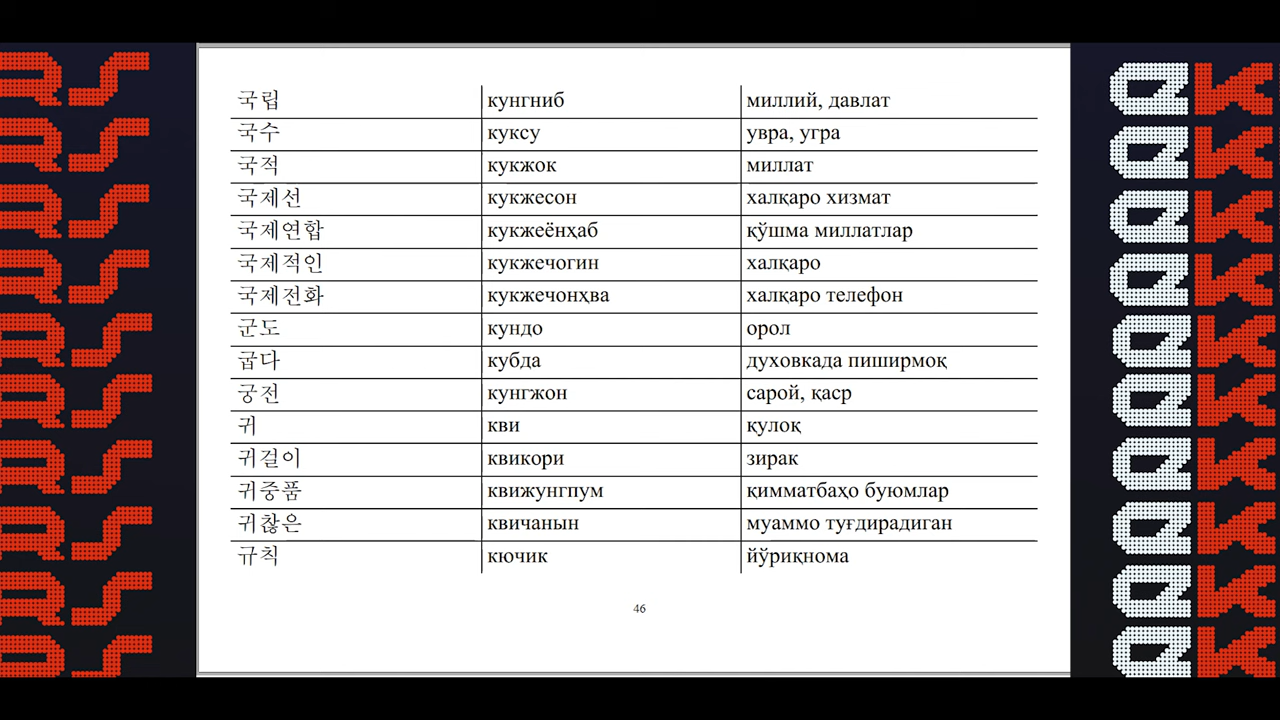 국립 кунгниб миллий, давлат
국수 куксу увра, угра
국적 кукжок миллат
국제선 кукжесон халқаро хизмат
국제연합 кукжеёнҳаб қўшма миллатлар
국제적인 кукжечогин халқаро
국제전화 кукжечонҳва халқаро телефон
군도 кундо орол
굽다 кубда духовкада пиширмоқ
궁전 кунгжон сарой, қаср
귀 кви қулоқ
귀걸이 квикори зирак
귀중품 квижунгпум қимматбаҳо буюмлар
귀찮은 квичанын муаммо туғдирадиган
규칙 кючик йўриқнома
46